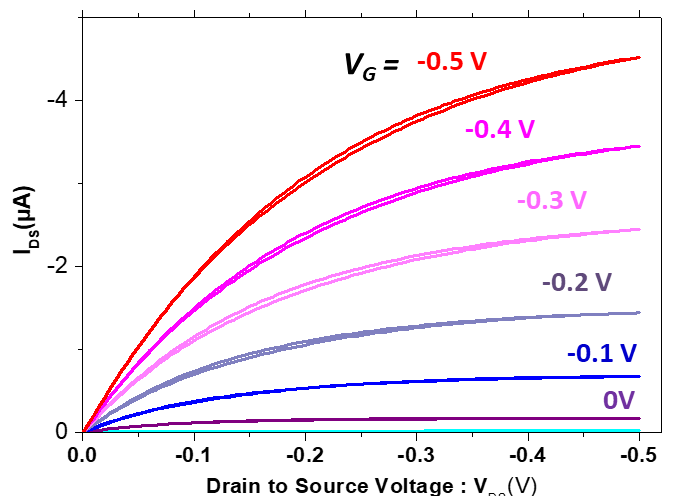 V_G = -0.5 V
-0.4 V
-0.3 V
-0.2 V
-0.1 V
0V
-4
-2
0
I_DS(µA)
0.0 -0.1 -0.2 -0.3 -0.4 -0.5
Drain to Source Voltage : V_DS(V)